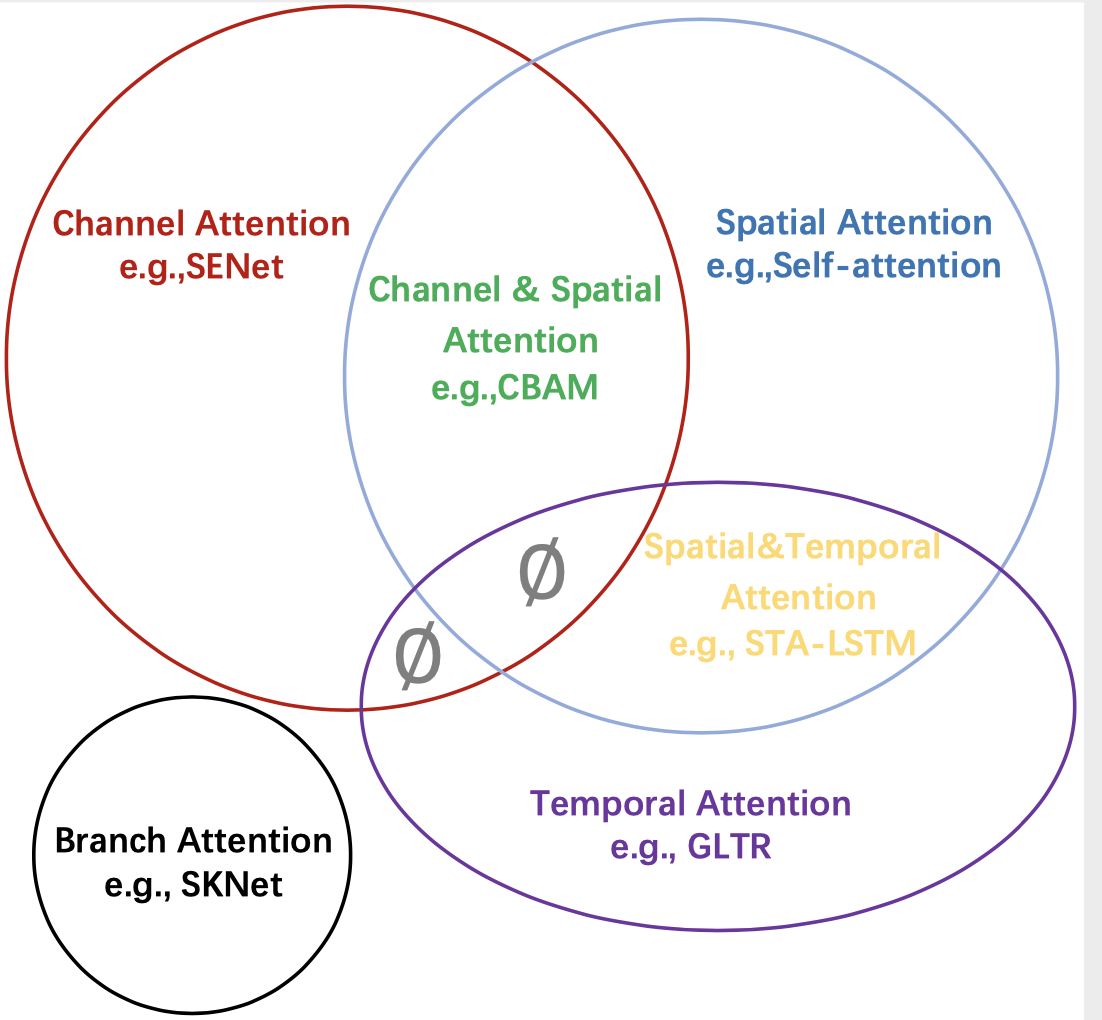 Channel Attention
e.g.,SENet
Spatial Attention
e.g.,Self-attention
Channel & Spatial
Attention
e.g.,CBAM
Ø
Spatial&Temporal
Attention
e.g., STA-LSTM
Ø
Temporal Attention
e.g., GLTR
Branch Attention
e.g., SKNet